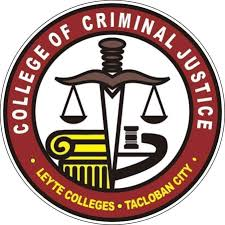 COLLEGE OF CRIMINAL JUSTICE
• LEYTE COLLEGES • TACLOBAN CITY •